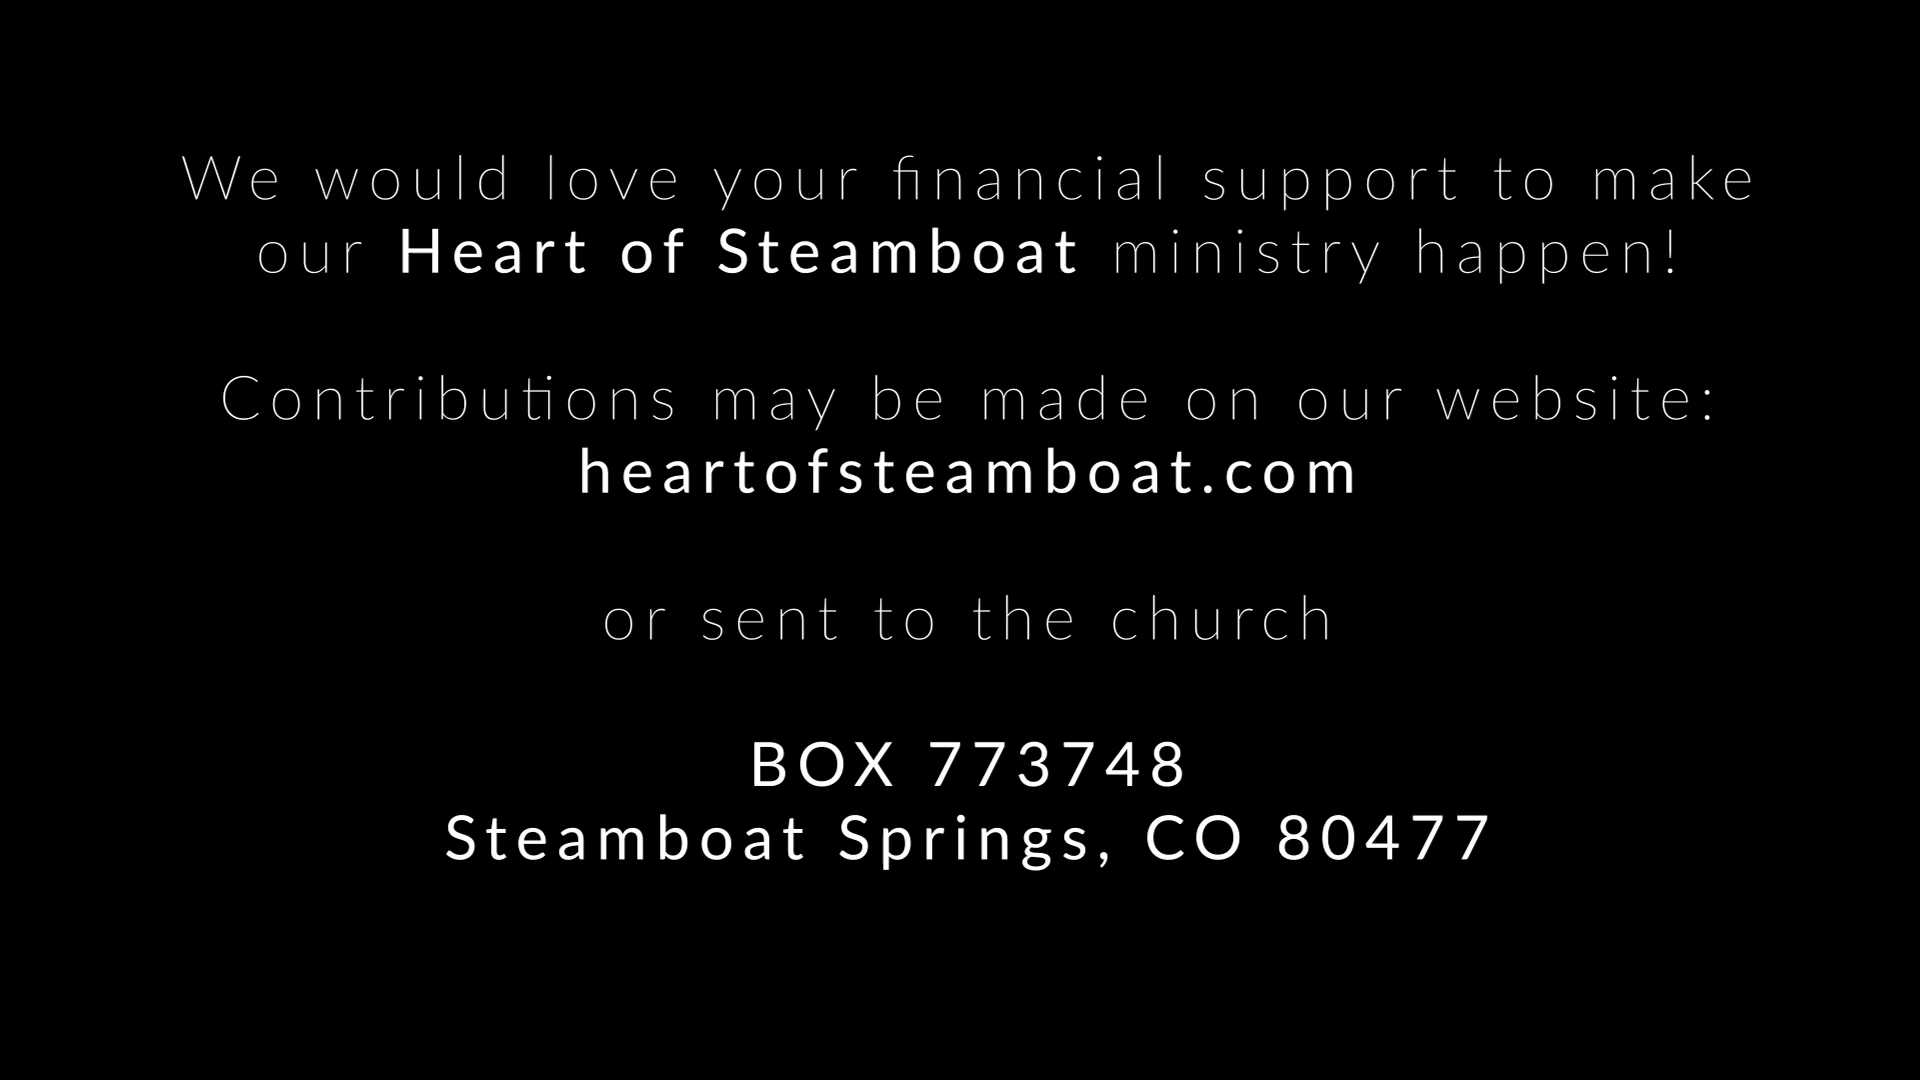 We would love your financial support to make
our Heart of Steamboat ministry happen!
Contributions may be made on our website:
heartofsteamboat.com
or sent to the church
BOX 773748
Steamboat Springs, CO 80477